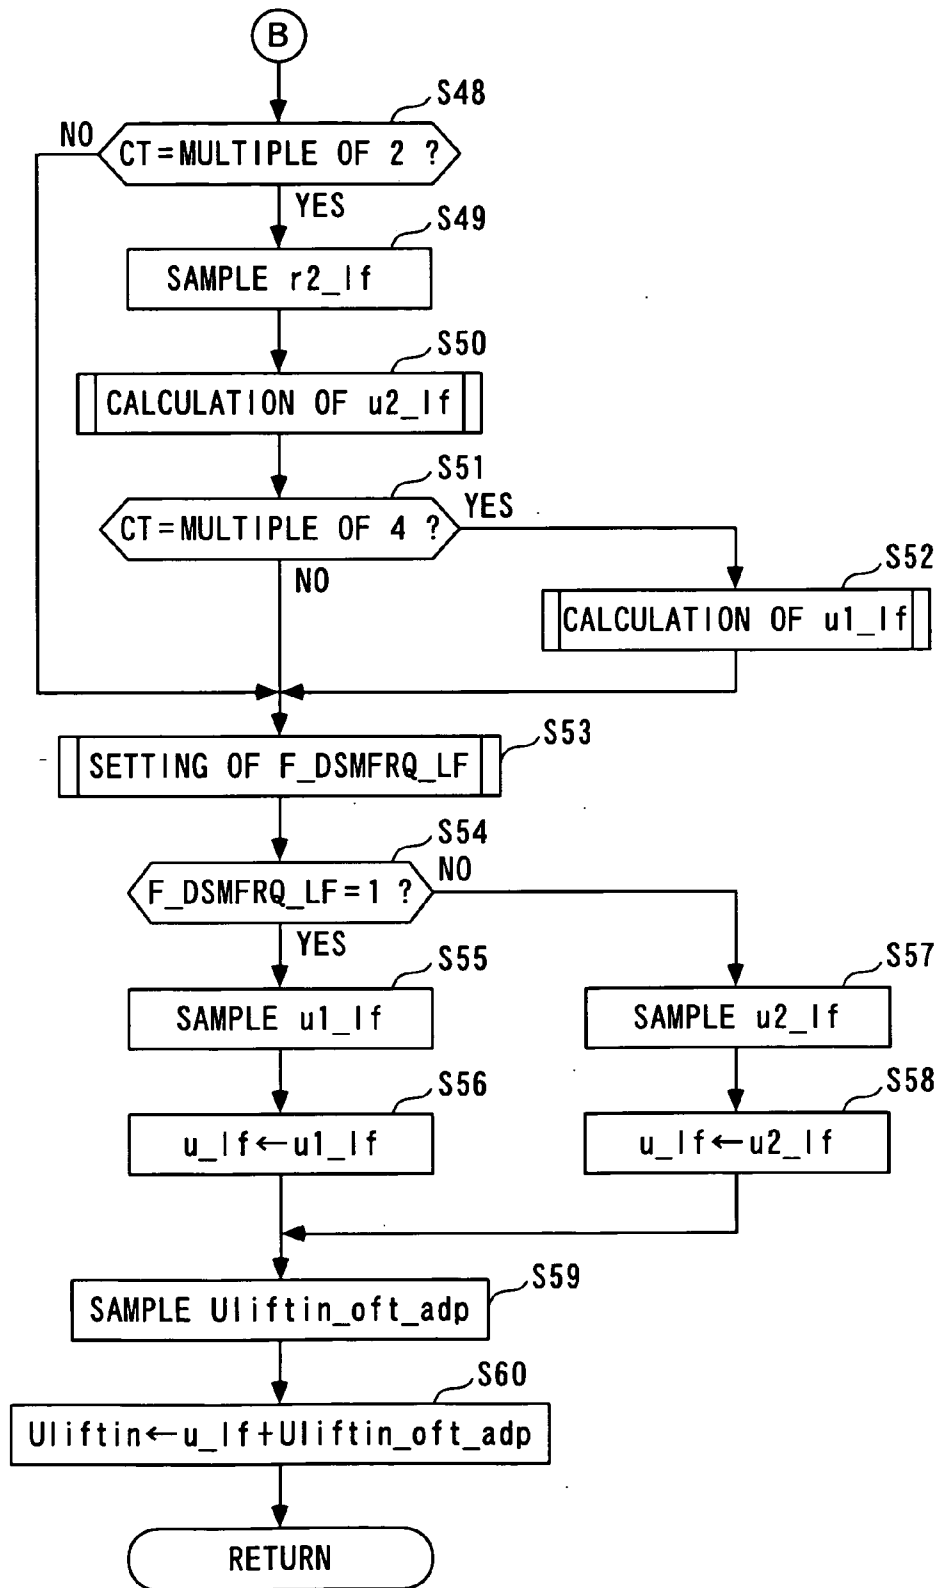 B
S48
NO
CT=MULTIPLE OF 2 ?
YES
S49
SAMPLE r2_lf
S50
CALCULATION OF u2_lf
S51
CT=MULTIPLE OF 4 ?
YES
NO
S52
CALCULATION OF u1_lf
S53
SETTING OF F_DSMFRQ_LF
S54
F_DSMFRQ_LF=1 ?
NO
YES
S55
SAMPLE u1_lf
S57
SAMPLE u2_lf
S56
u_lf←u1_lf
S58
u_lf←u2_lf
S59
SAMPLE Uliftin_oft_adp
S60
Uliftin←u_lf+Uliftin_oft_adp
RETURN